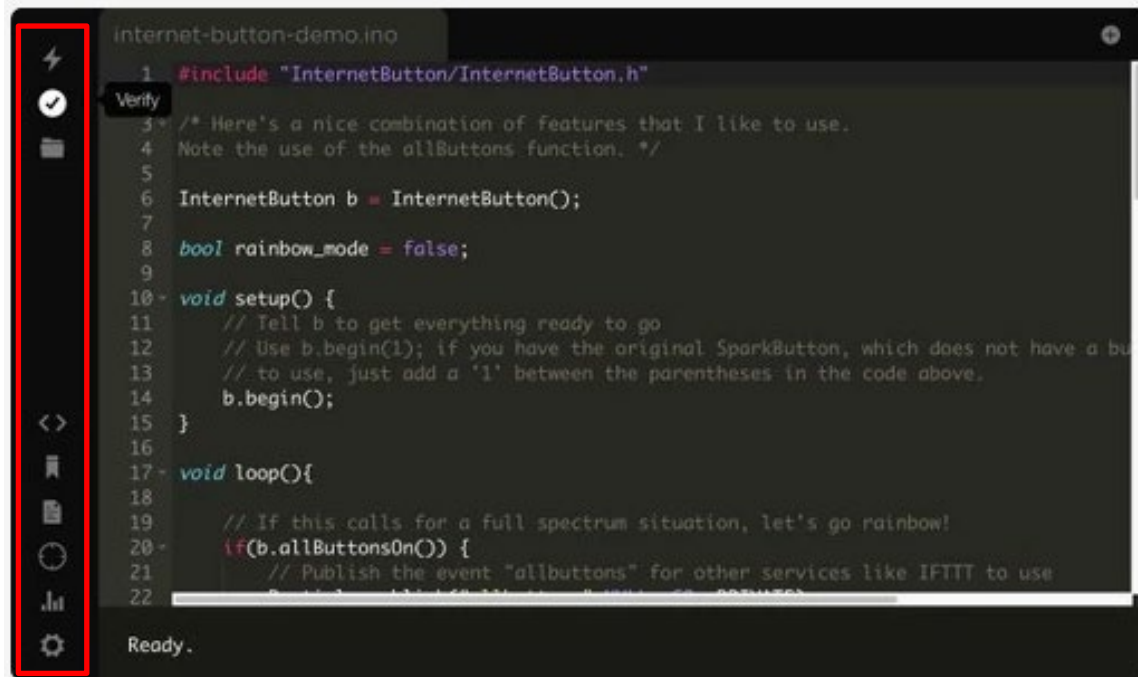 internet-button-demo.ino
1 #include "InternetButton/InternetButton.h"
Verify
3 /* Here's a nice combination of features that I like to use.
4 Note the use of the allButtons function. */
5
6 InternetButton b = InternetButton();
7
8 bool rainbow_mode = false;
9
10 void setup() {
11 // Tell b to get everything ready to go
12 // Use b.begin(1); if you have the original SparkButton, which does not have a bu
13 // to use, just add a '1' between the parentheses in the code above.
14 b.begin();
15 }
16
17 void loop(){
18
19 // If this calls for a full spectrum situation, let's go rainbow!
20 if(b.allButtonsOn()) {
21 // Publish the event "allbuttons" for other services like IFTTT to use
22
Ready.